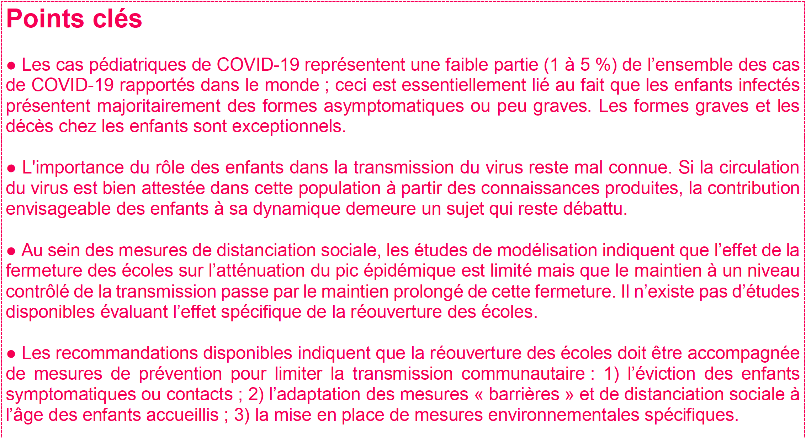 Points clés
● Les cas pédiatriques de COVID-19 représentent une faible partie (1 à 5 %) de l’ensemble des cas
de COVID-19 rapportés dans le monde ; ceci est essentiellement lié au fait que les enfants infectés
présentent majoritairement des formes asymptomatiques ou peu graves. Les formes graves et les
décès chez les enfants sont exceptionnels.
● L'importance du rôle des enfants dans la transmission du virus reste mal connue. Si la circulation
du virus est bien attestée dans cette population à partir des connaissances produites, la contribution
envisageable des enfants à sa dynamique demeure un sujet qui reste débattu.
● Au sein des mesures de distanciation sociale, les études de modélisation indiquent que l’effet de la
fermeture des écoles sur l’atténuation du pic épidémique est limité mais que le maintien à un niveau
contrôlé de la transmission passe par le maintien prolongé de cette fermeture. Il n’existe pas d’études
disponibles évaluant l’effet spécifique de la réouverture des écoles.
● Les recommandations disponibles indiquent que la réouverture des écoles doit être accompagnée
de mesures de prévention pour limiter la transmission communautaire : 1) l’éviction des enfants
symptomatiques ou contacts ; 2) l’adaptation des mesures « barrières » et de distanciation sociale à
l’âge des enfants accueillis ; 3) la mise en place de mesures environnementales spécifiques.